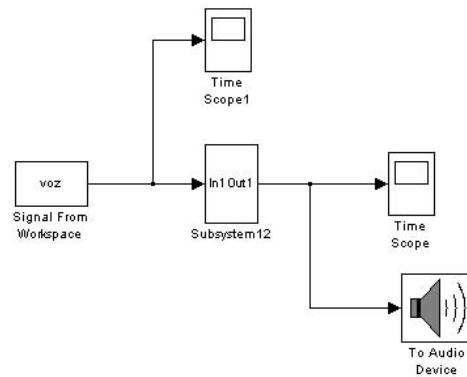 Time
Scope1
voz
Signal From
Workspace
In1 Out1
Subsystem12
Time
Scope
To Audio
Device